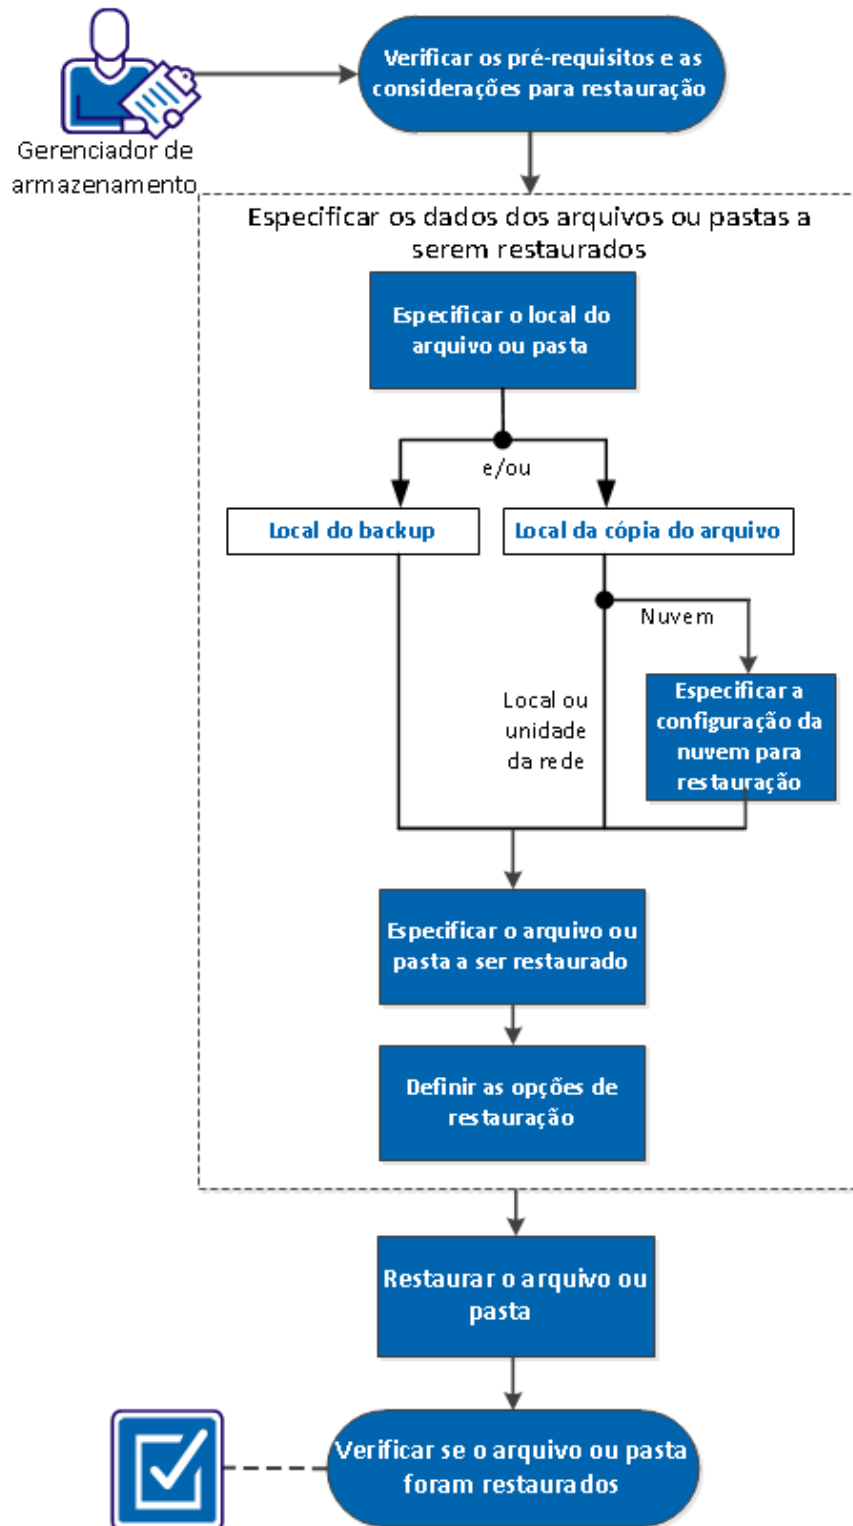 Verificar os pré-requisitos e as
considerações para restauração
Gerenciador de
armazenamento
Especificar os dados dos arquivos ou pastas a
serem restaurados
Especificar o local do
arquivo ou pasta
e/ou
Local do backup
Local da cópia do arquivo
Nuvem
Local ou
unidade
da rede
Especificar a
configuração da
nuvem para
restauração
Especificar o arquivo ou
pasta a ser restaurado
Definir as opções de
restauração
Restaurar o arquivo ou
pasta
Verificar se o arquivo ou pasta
foram restaurados